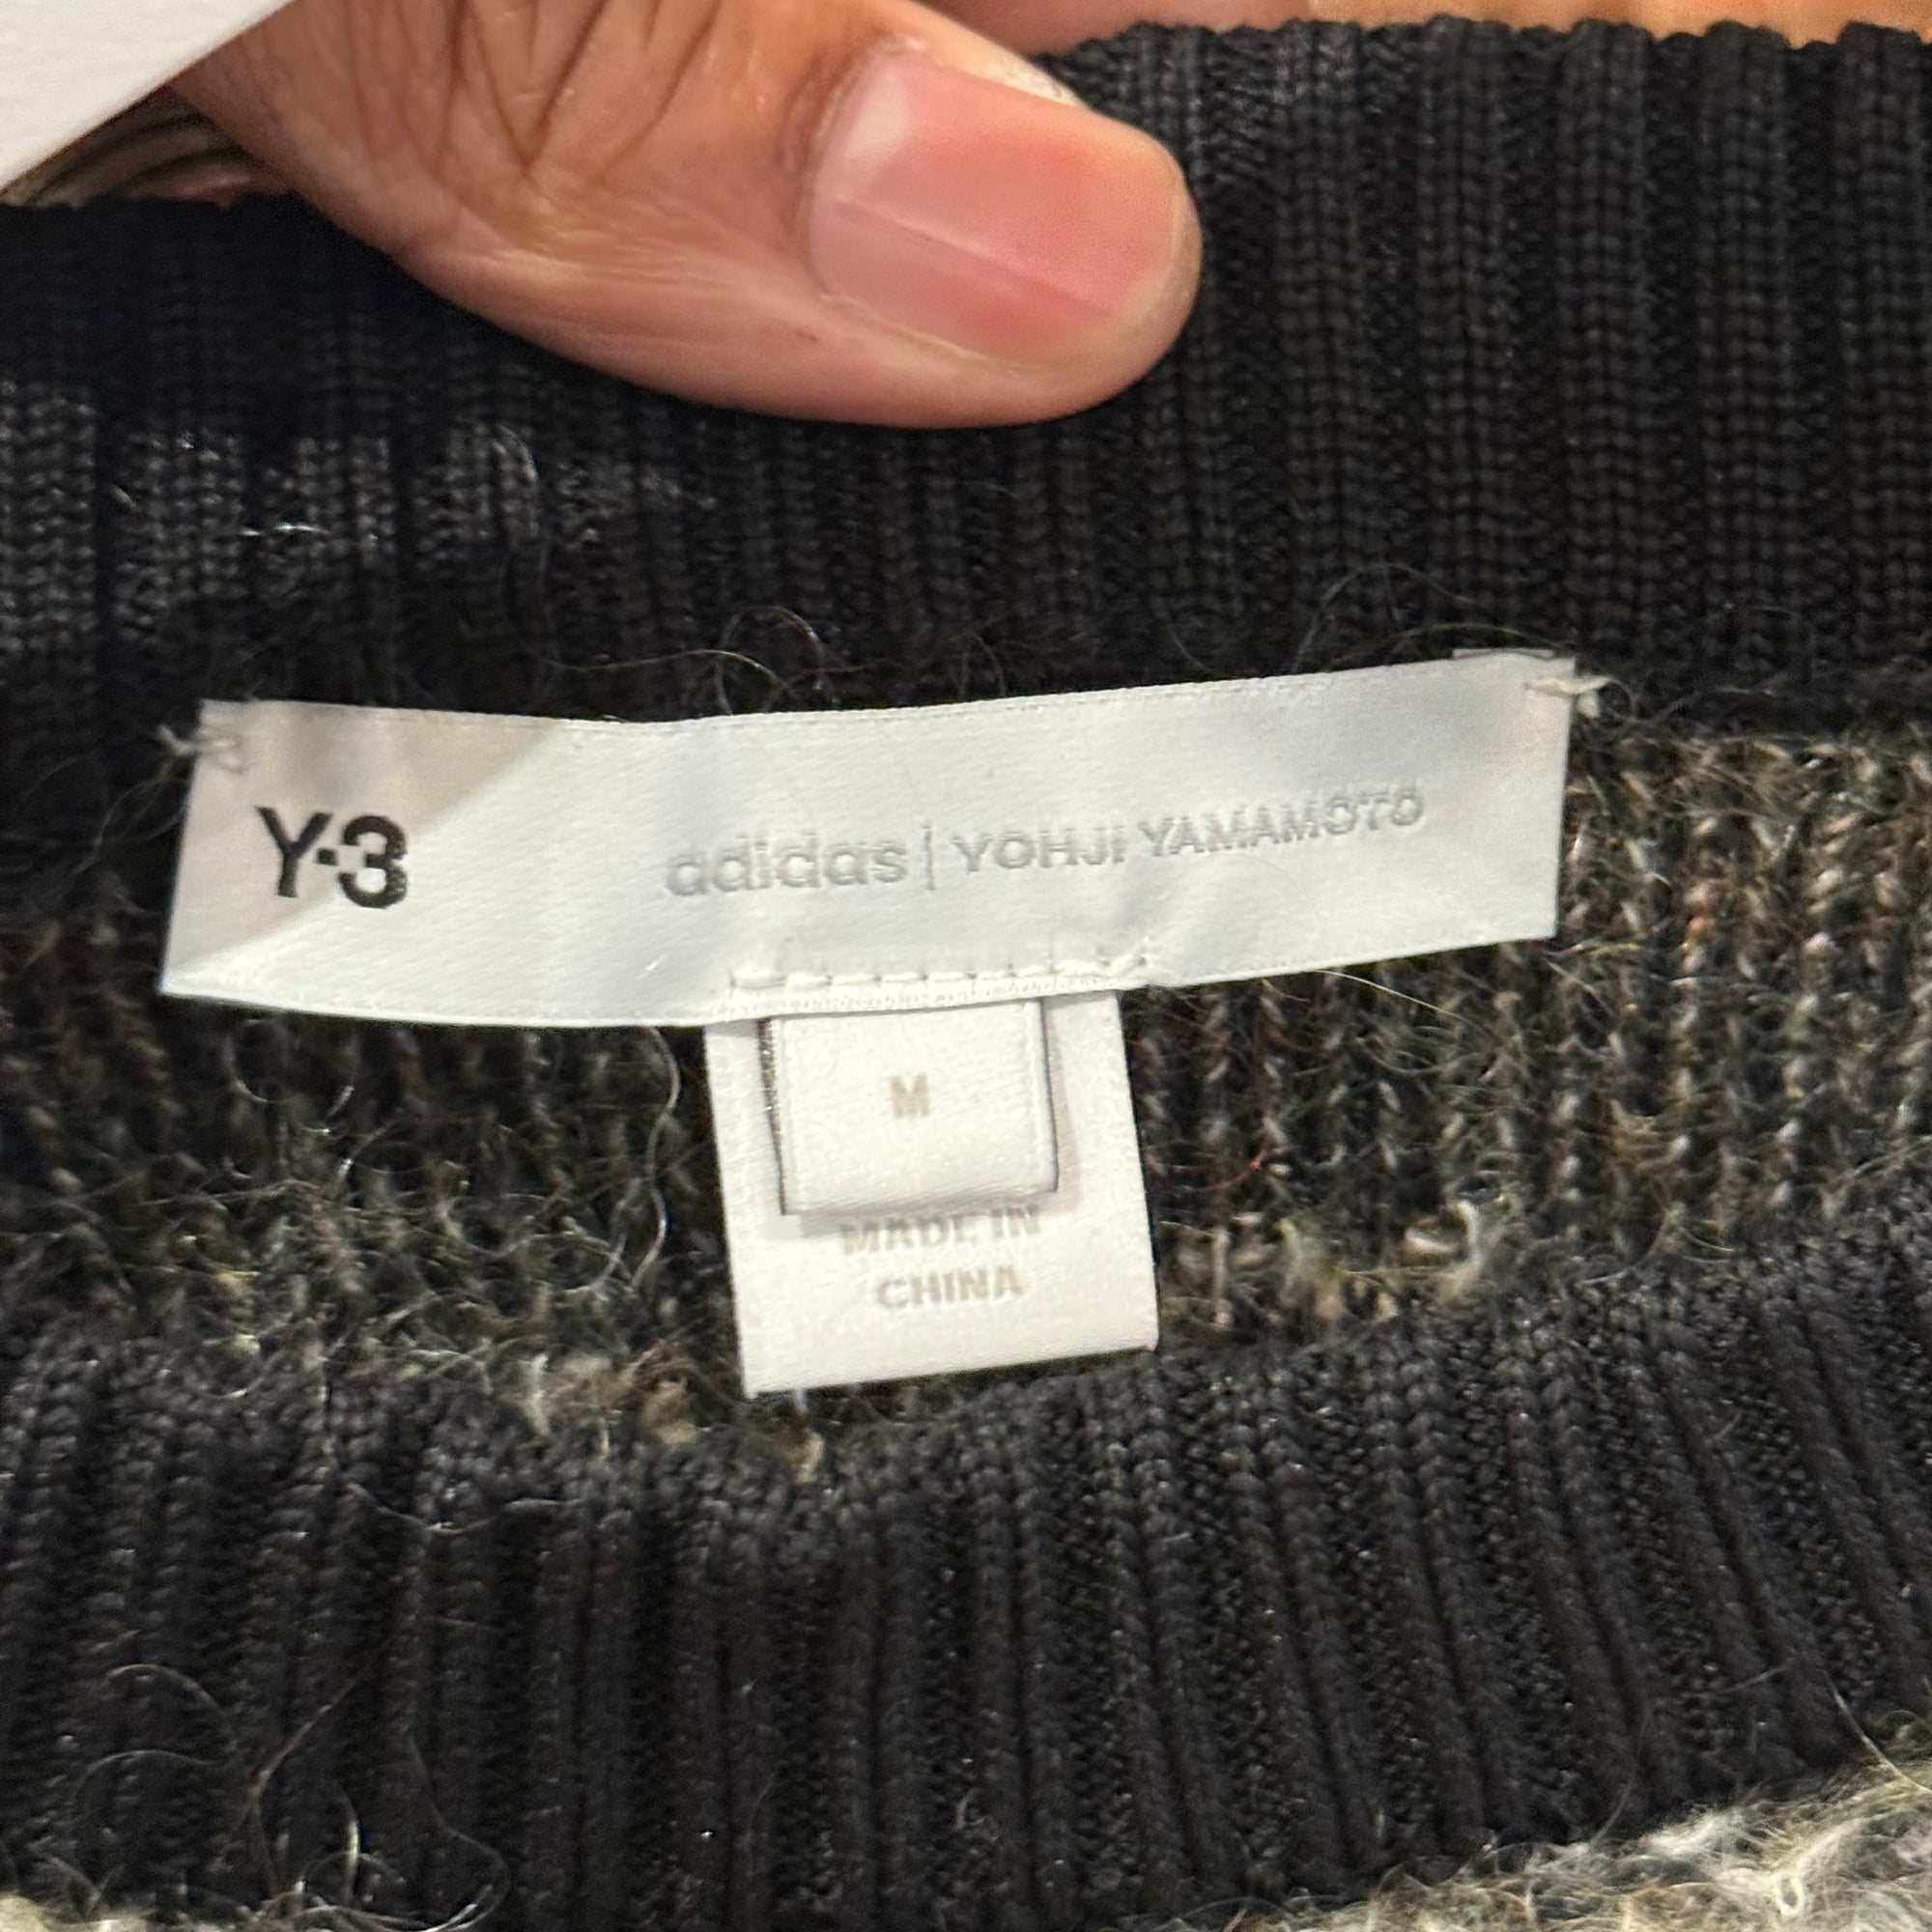 Y-3 adidas | YOHJI YAMAMOTO
M
MADE IN
CHINA